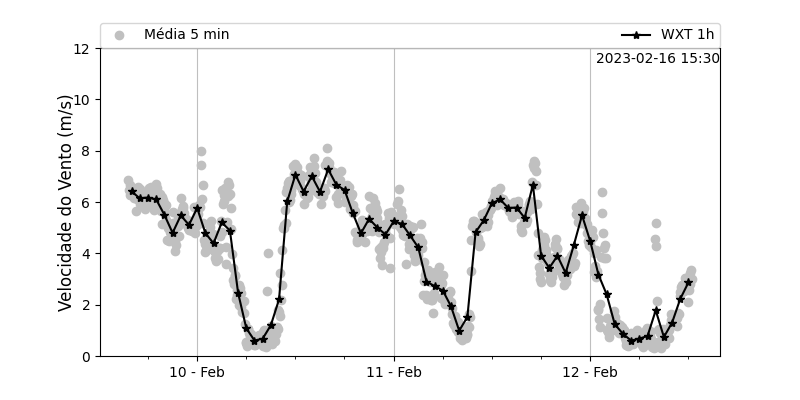 Média 5 min
WXT 1h
2023-02-16 15:30
Velocidade do Vento (m/s)
12
10
8
6
4
2
0
10 - Feb
11 - Feb
12 - Feb